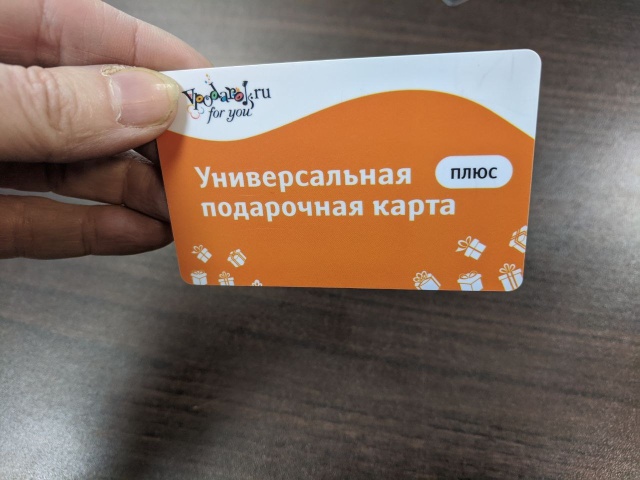 Vpodarok.ru
for you
Универсальная
плюс
подарочная карта